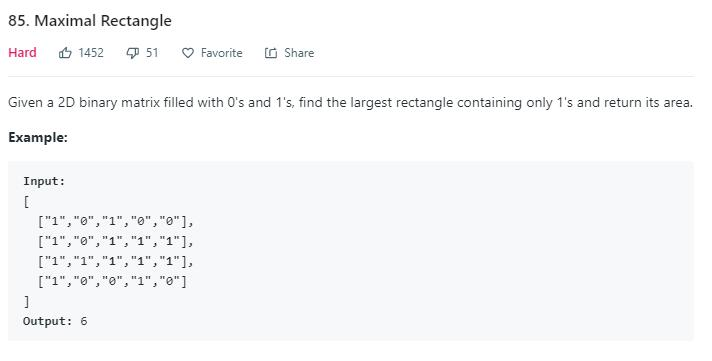 85. Maximal Rectangle
Hard 1452 51 Favorite Share
Given a 2D binary matrix filled with 0's and 1's, find the largest rectangle containing only 1's and return its area.
Example:
Input:
[
  ["1","0","1","0","0"],
  ["1","0","1","1","1"],
  ["1","1","1","1","1"],
  ["1","0","0","1","0"]
]
Output: 6